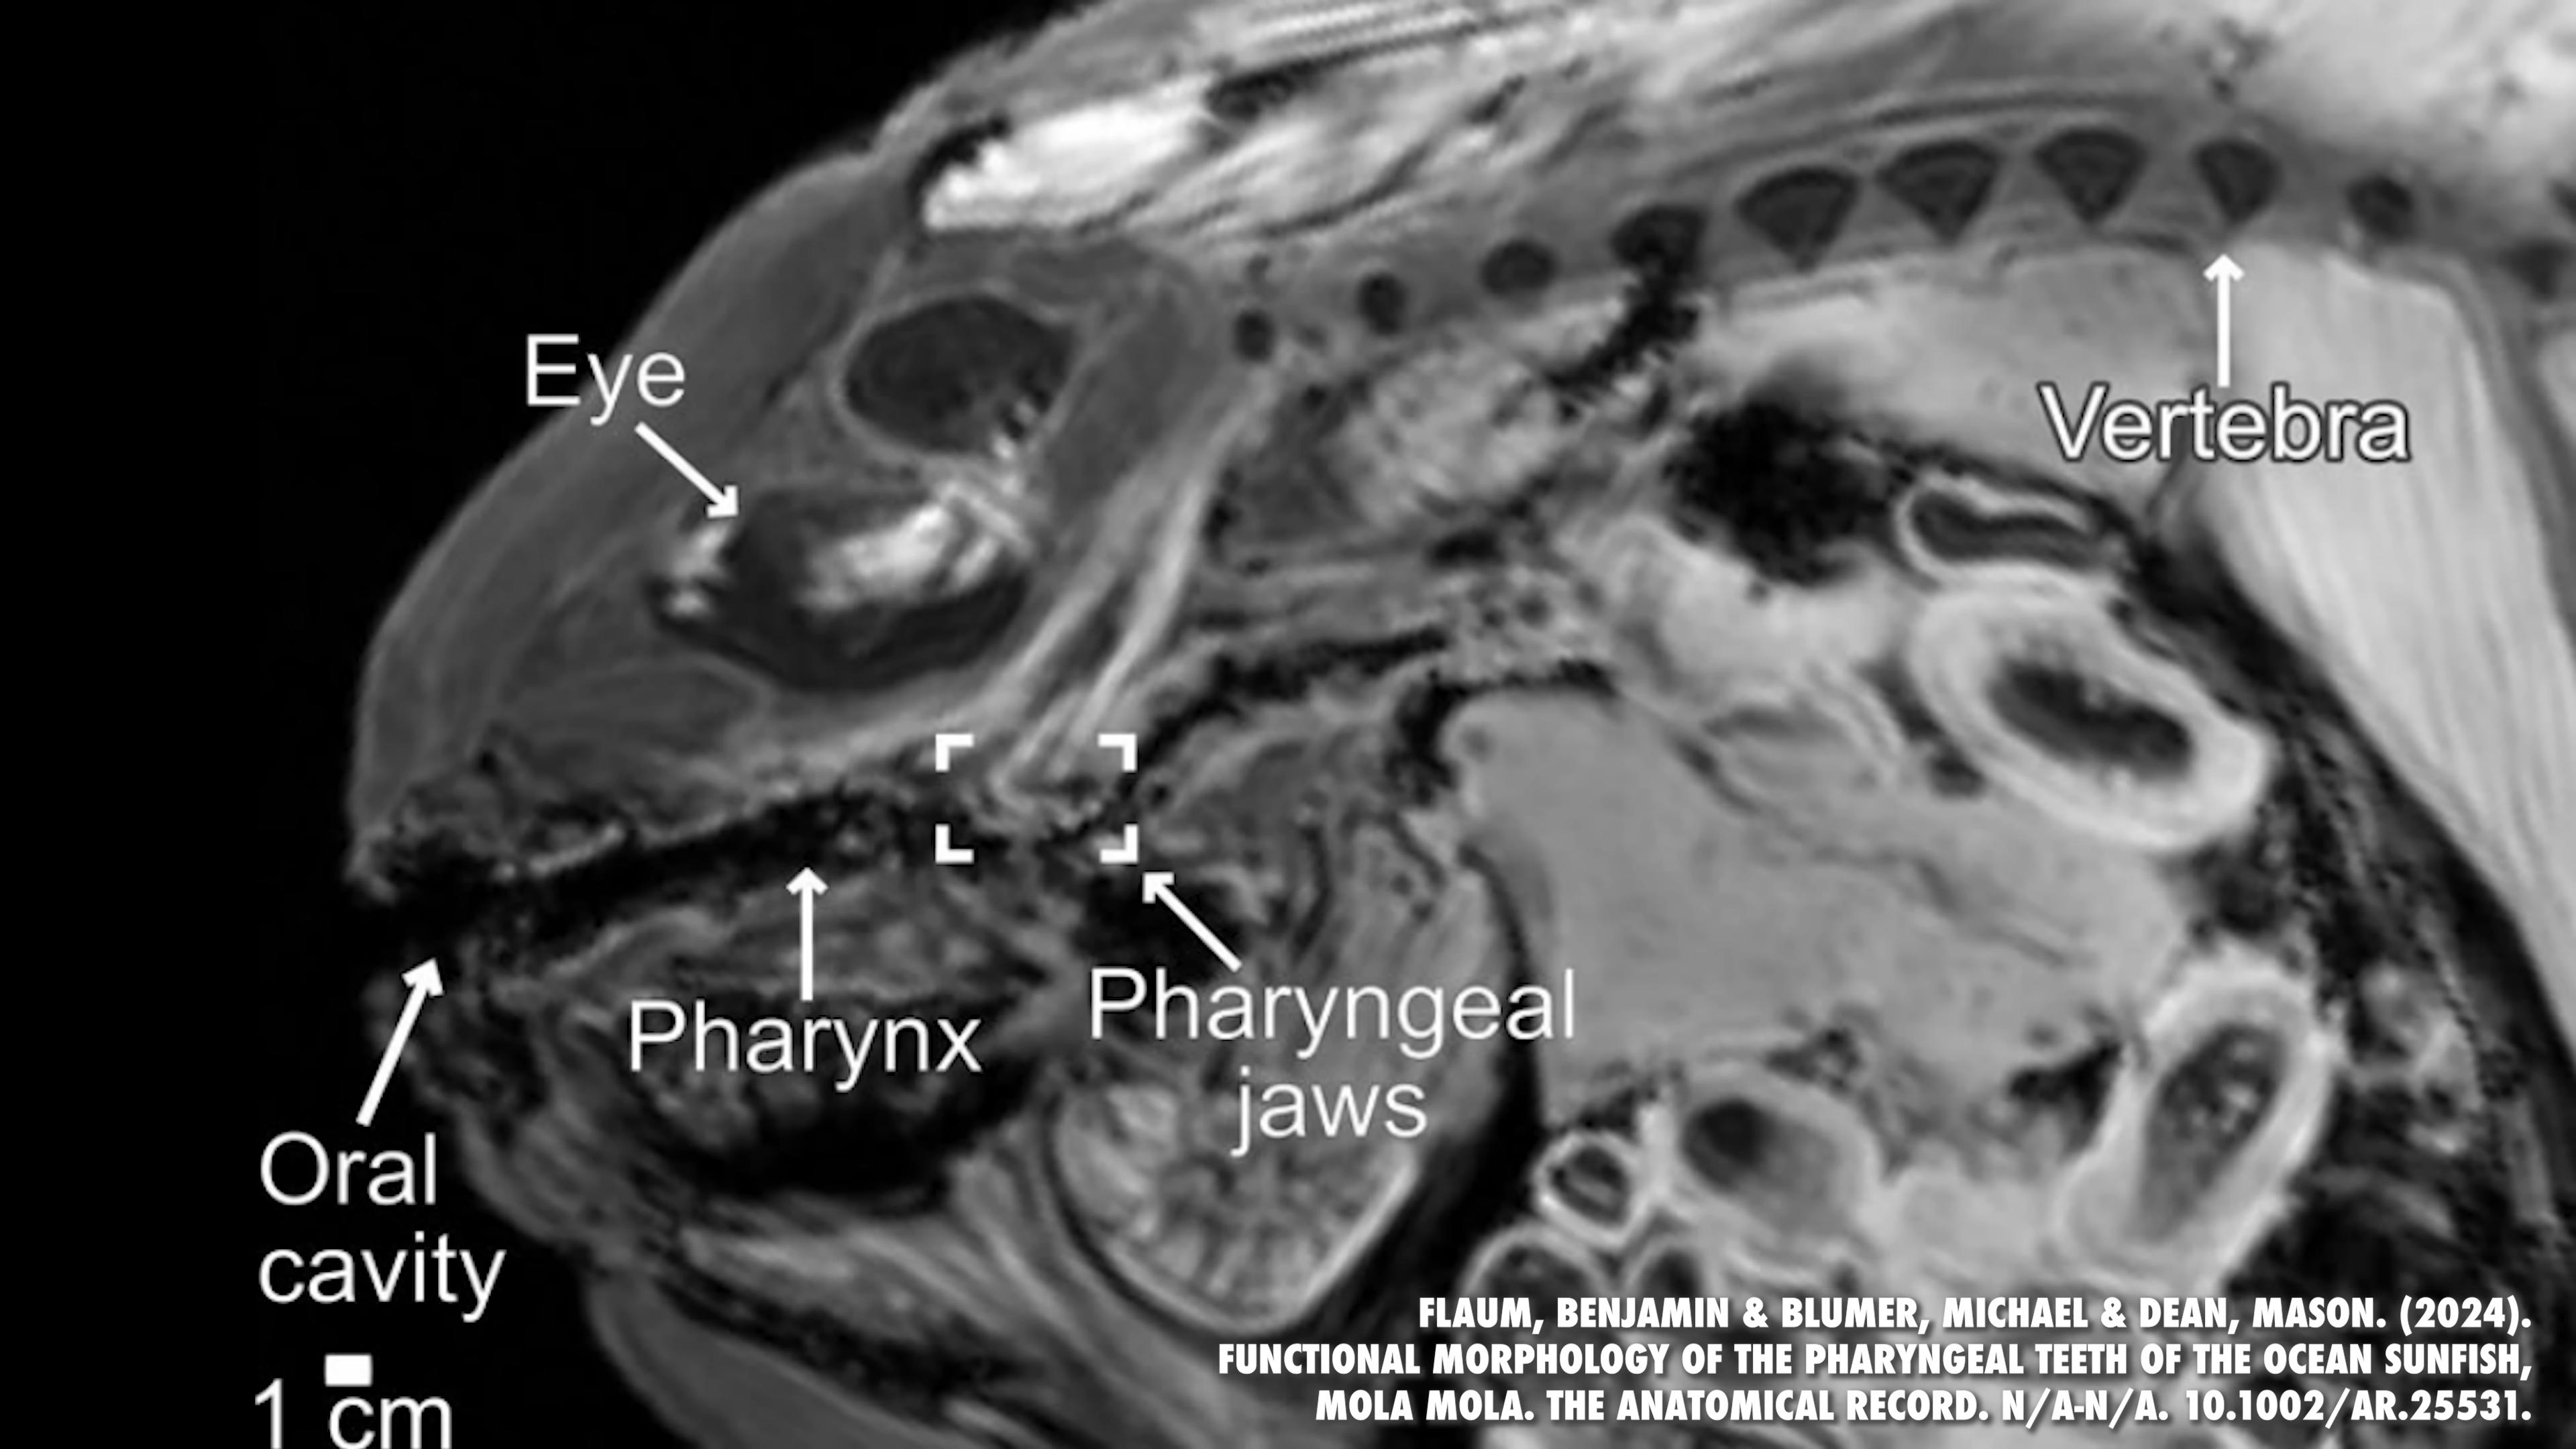 Eye
Vertebra
Pharynx
Pharyngeal
jaws
Oral
cavity
1 cm
FLAUM, BENJAMIN & BLUMER, MICHAEL & DEAN, MASON. (2024).
FUNCTIONAL MORPHOLOGY OF THE PHARYNGEAL TEETH OF THE OCEAN SUNFISH,
MOLA MOLA. THE ANATOMICAL RECORD. N/A-N/A. 10.1002/AR.25531.